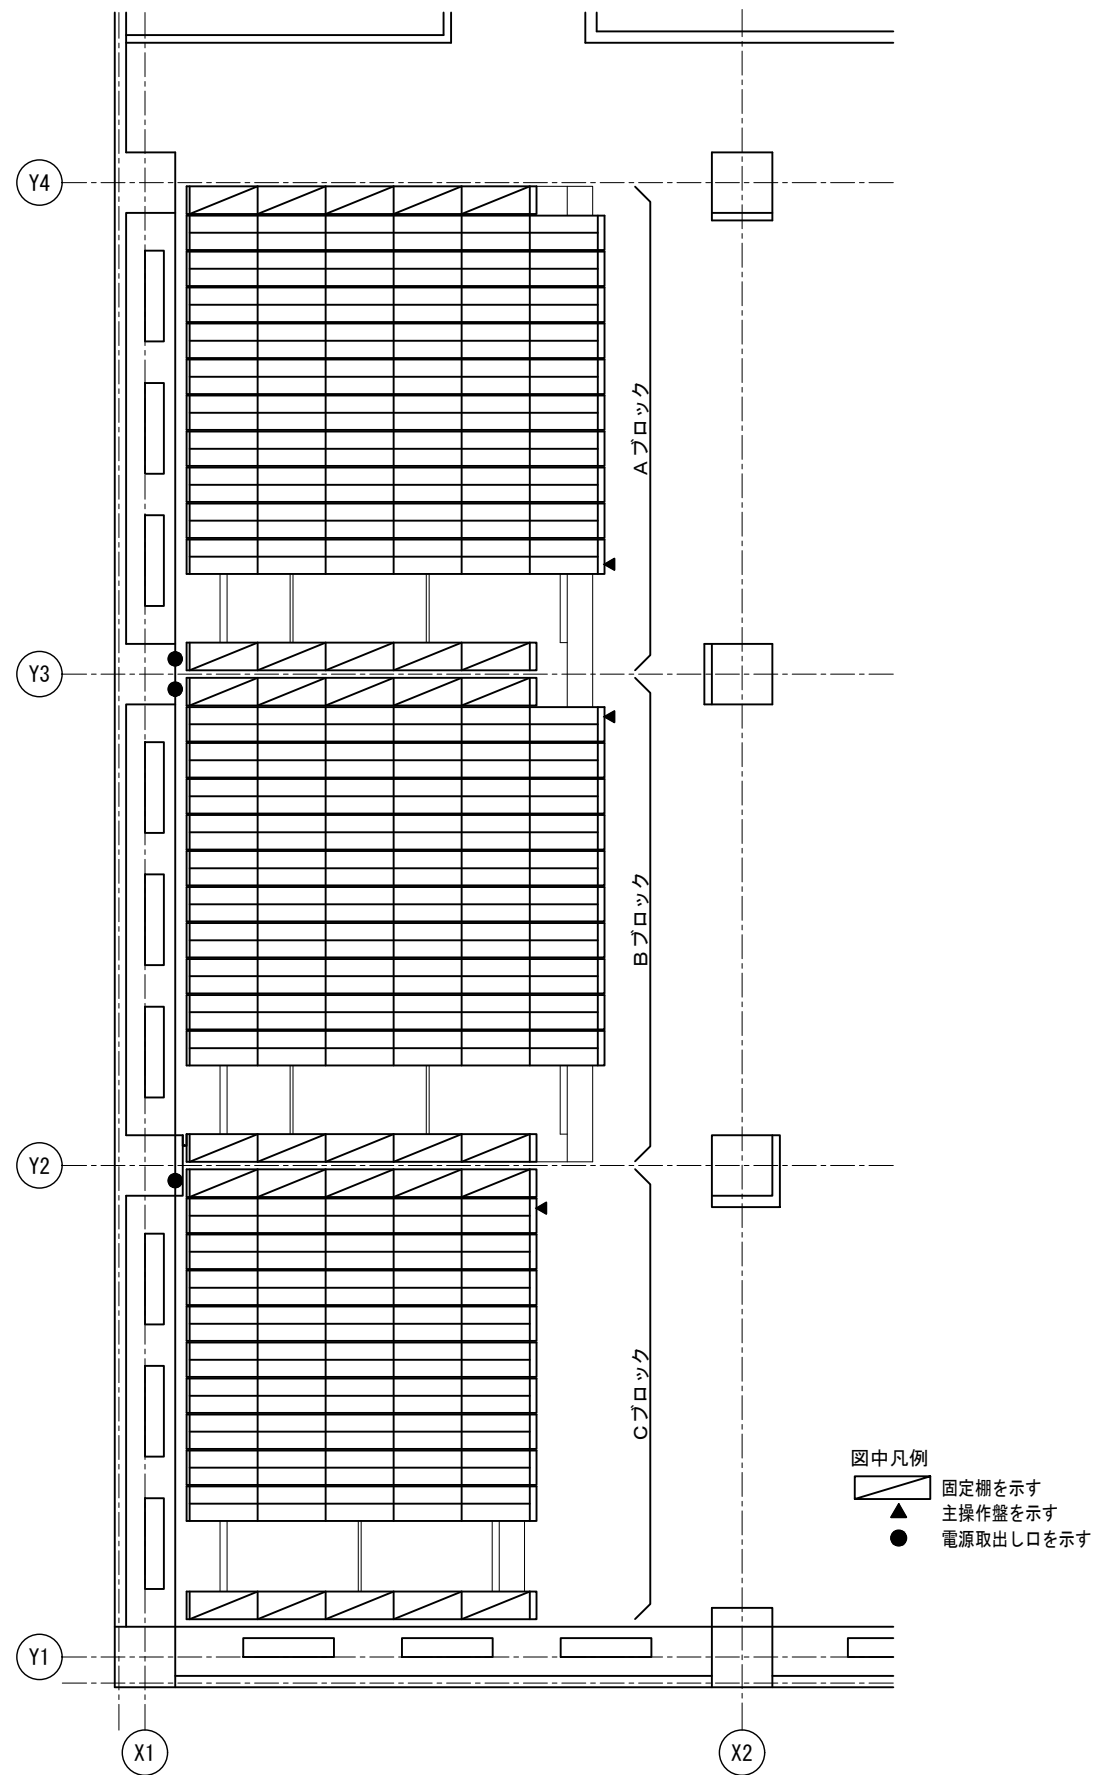 Y4
Aブロック
Y3
Bブロック
Y2
Cブロック
図中凡例
固定棚を示す
主操作盤を示す
電源取出し口を示す
Y1
X1
X2